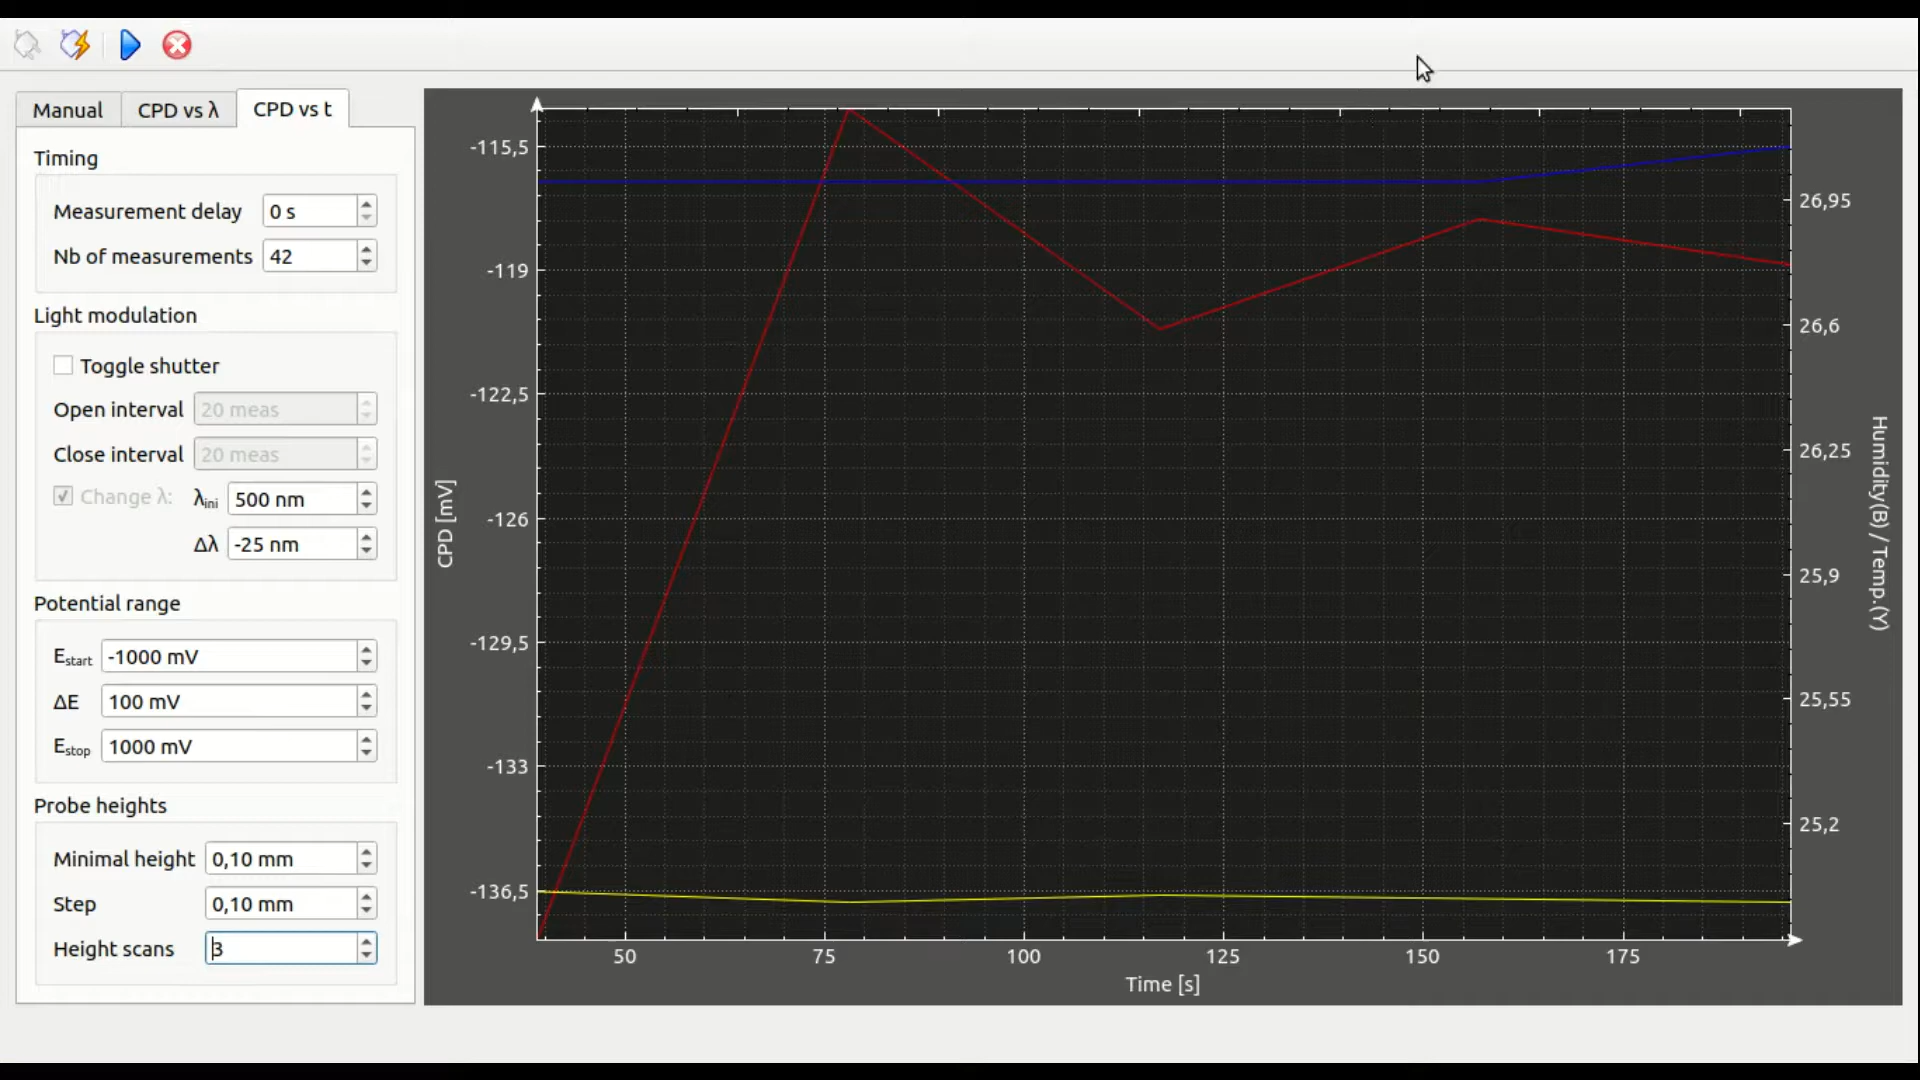 Manual CPD vs λ CPD vs t
Timing
Measurement delay 0 s
Nb of measurements 42
Light modulation
Toggle shutter
Open interval 20 meas
Close interval 20 meas
Change λ: λini 500 nm
Δλ -25 nm
Potential range
Estart -1000 mV
ΔE 100 mV
Estop 1000 mV
Probe heights
Minimal height 0,10 mm
Step 0,10 mm
Height scans 3
CPD [mV]
-115,5
-119
-122,5
-126
-129,5
-133
-136,5
50 75 100 125 150 175
Time [s]
26,95
26,6
26,25
25,9
25,55
25,2
Humidity(B) / Temp.(Y)